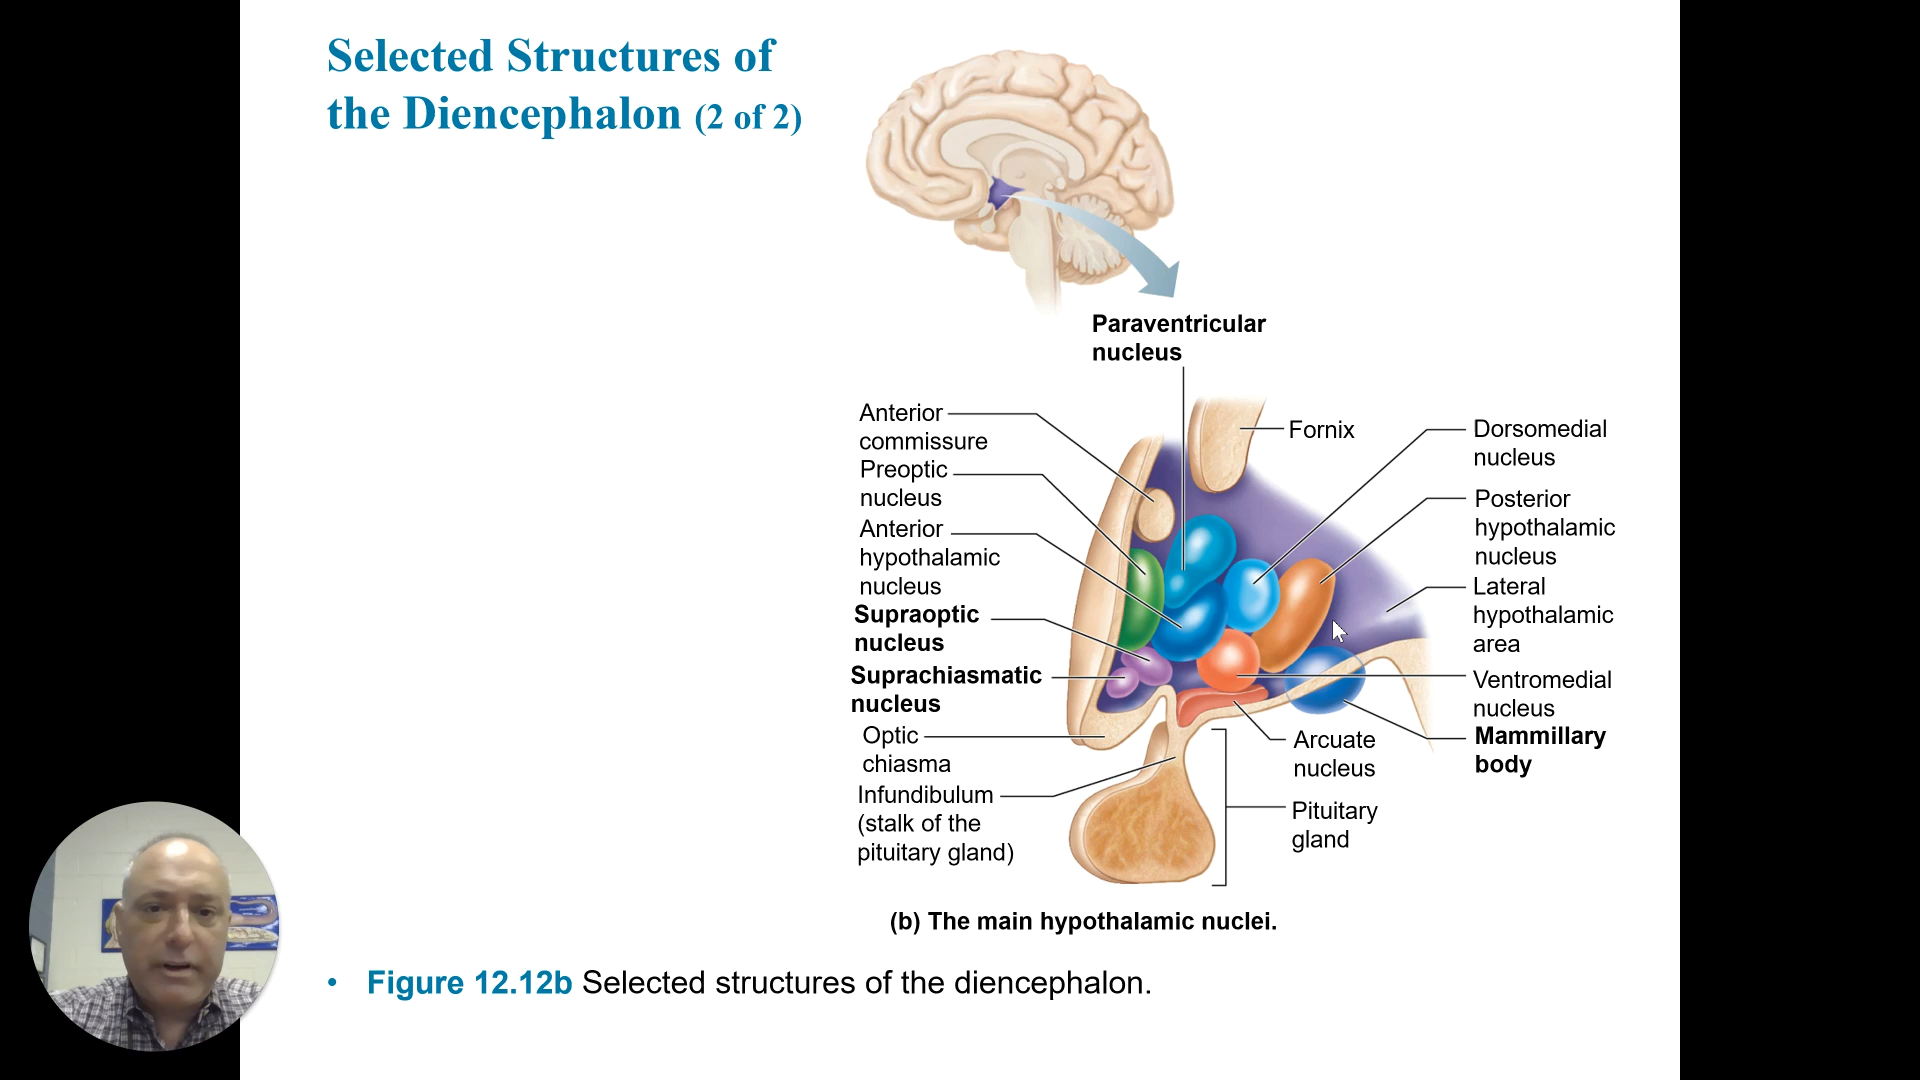 Selected Structures of
the Diencephalon (2 of 2)
Paraventricular
nucleus
Anterior
commissure
Preoptic
nucleus
Anterior
hypothalamic
nucleus
Supraoptic
nucleus
Suprachiasmatic
nucleus
Optic
chiasma
Infundibulum
(stalk of the
pituitary gland)
Fornix
Dorsomedial
nucleus
Posterior
hypothalamic
nucleus
Lateral
hypothalamic
area
Ventromedial
nucleus
Mammillary
body
Arcuate
nucleus
Pituitary
gland
(b) The main hypothalamic nuclei.
• Figure 12.12b Selected structures of the diencephalon.